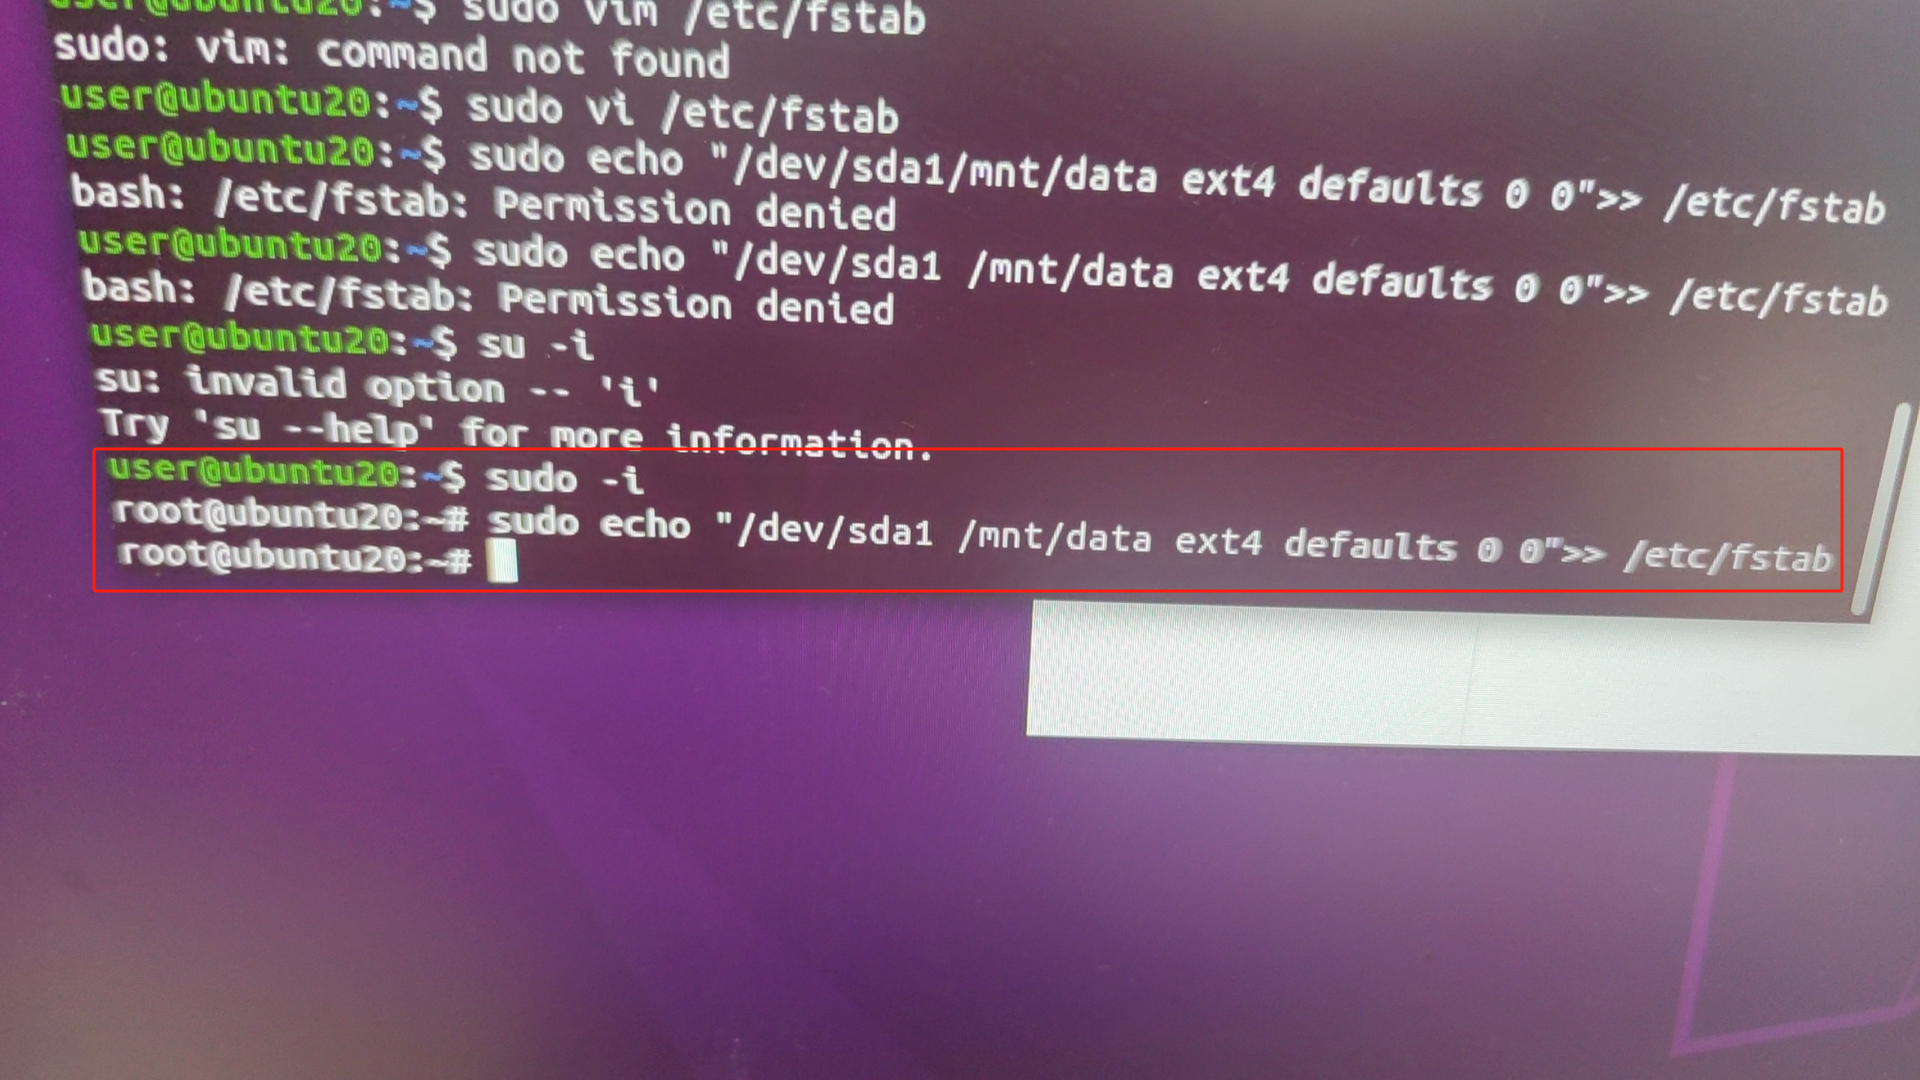 user@ubuntu20:~$ sudo vim /etc/fstab
sudo: vim: command not found
user@ubuntu20:~$ sudo vi /etc/fstab
user@ubuntu20:~$ sudo echo "/dev/sda1/mnt/data ext4 defaults 0 0">> /etc/fstab
bash: /etc/fstab: Permission denied
user@ubuntu20:~$ sudo echo "/dev/sda1 /mnt/data ext4 defaults 0 0">> /etc/fstab
bash: /etc/fstab: Permission denied
user@ubuntu20:~$ su -i
su: invalid option -- 'i'
Try 'su --help' for more information.
user@ubuntu20:~$ sudo -i
root@ubuntu20:~# sudo echo "/dev/sda1 /mnt/data ext4 defaults 0 0">> /etc/fstab
root@ubuntu20:~#